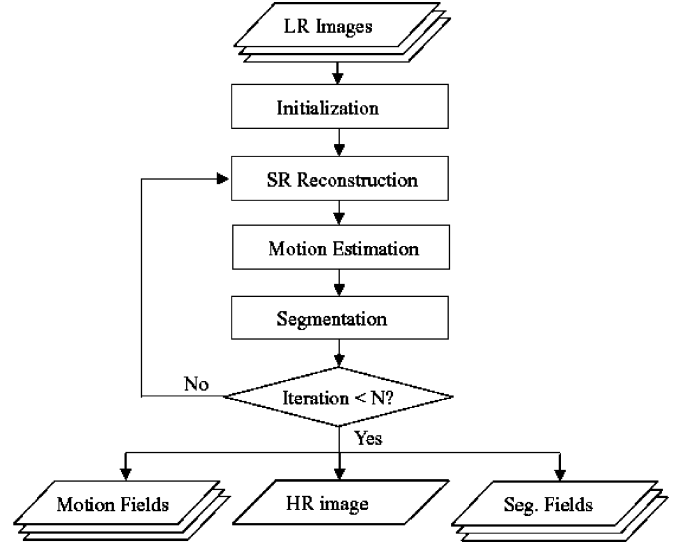 LR Images
Initialization
SR Reconstruction
Motion Estimation
Segmentation
No
Iteration < N?
Yes
Motion Fields
HR image
Seg. Fields